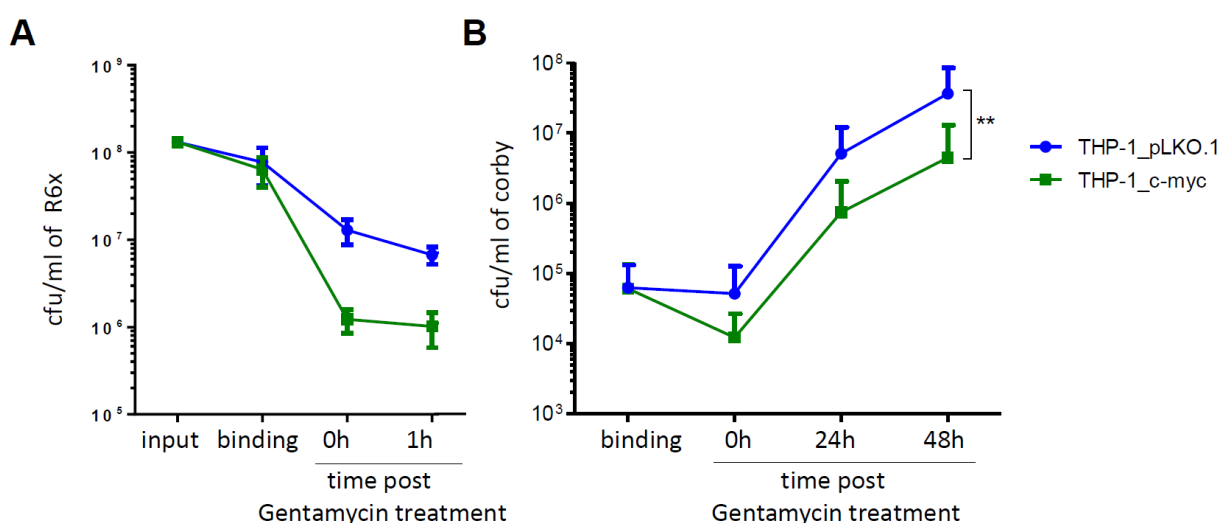 A
cfu/ml of R6x
10⁹
10⁸
10⁷
10⁶
10⁵
input binding 0h 1h
time post
Gentamycin treatment
B
cfu/ml of corby
10⁸
10⁷
10⁶
10⁵
10⁴
10³
**
binding 0h 24h 48h
time post
Gentamycin treatment
THP-1_pLKO.1
THP-1_c-myc